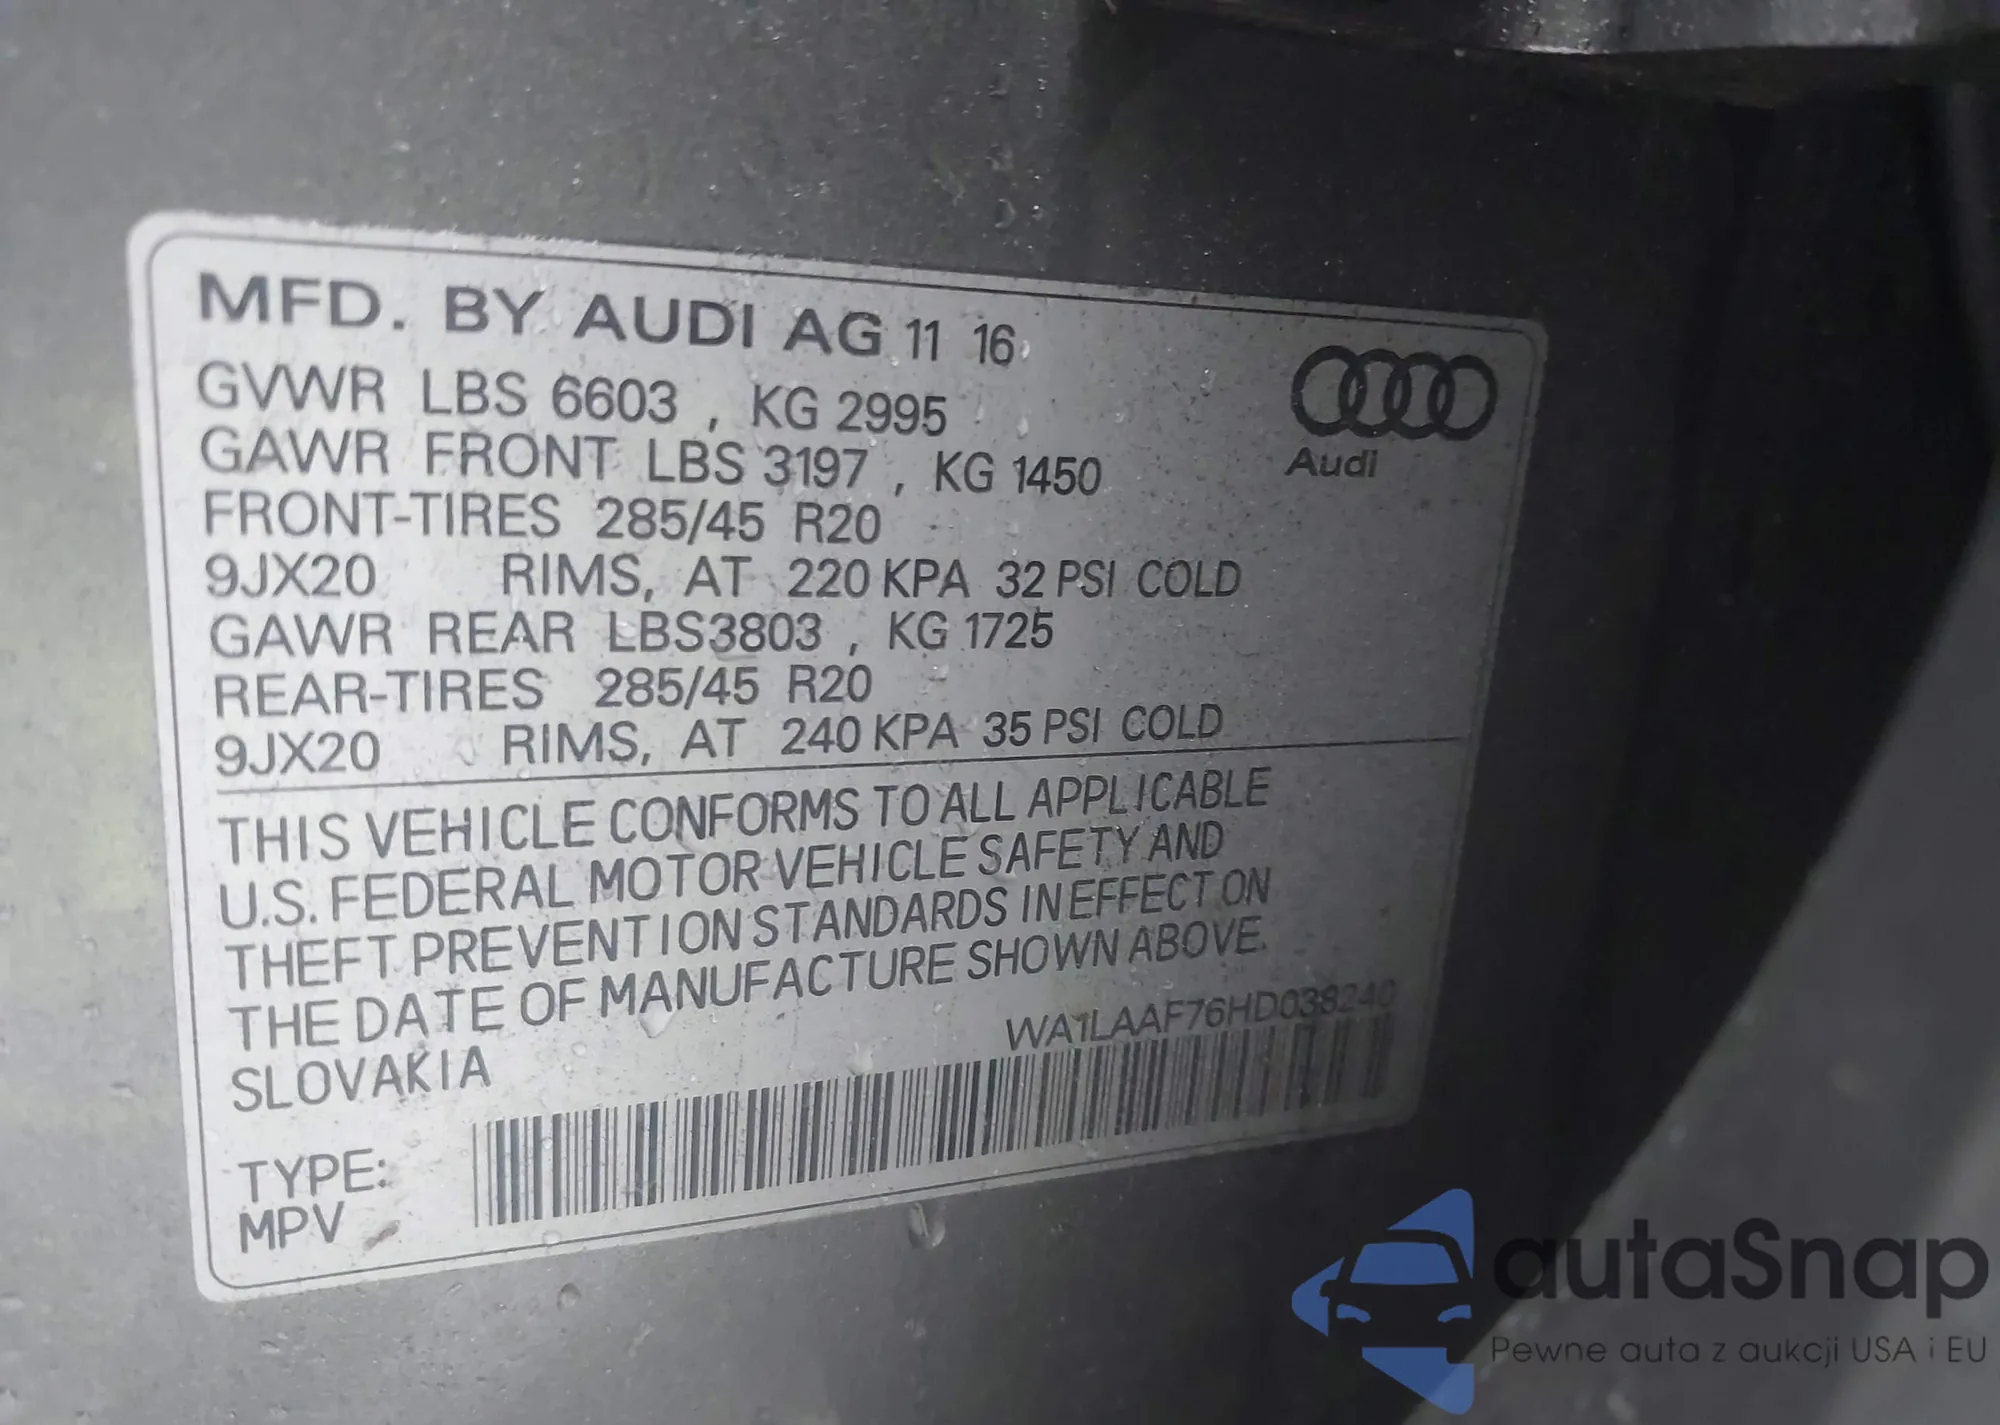 MFD. BY AUDI AG 11 16
GVWR LBS 6603 , KG 2995
GAWR FRONT LBS 3197 , KG 1450
FRONT-TIRES 285/45 R20
9JX20 RIMS, AT 220 KPA 32 PSI COLD
GAWR REAR LBS3803 , KG 1725
REAR-TIRES 285/45 R20
9JX20 RIMS, AT 240 KPA 35 PSI COLD
Audi
THIS VEHICLE CONFORMS TO ALL APPLICABLE
U.S. FEDERAL MOTOR VEHICLE SAFETY AND
THEFT PREVENTION STANDARDS IN EFFECT ON
THE DATE OF MANUFACTURE SHOWN ABOVE.
SLOVAKIA
WA1LAAF76HD038240
TYPE:
MPV
autaSnap
Pewne auta z aukcji USA i EU